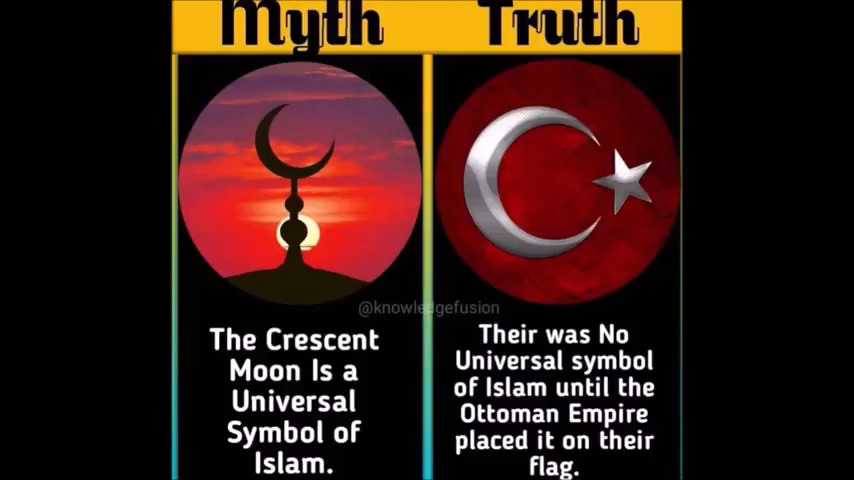 Myth
Truth
@knowledgefusion
The Crescent
Moon Is a
Universal
Symbol of
Islam.
Their was No
Universal symbol
of Islam until the
Ottoman Empire
placed it on their
flag.